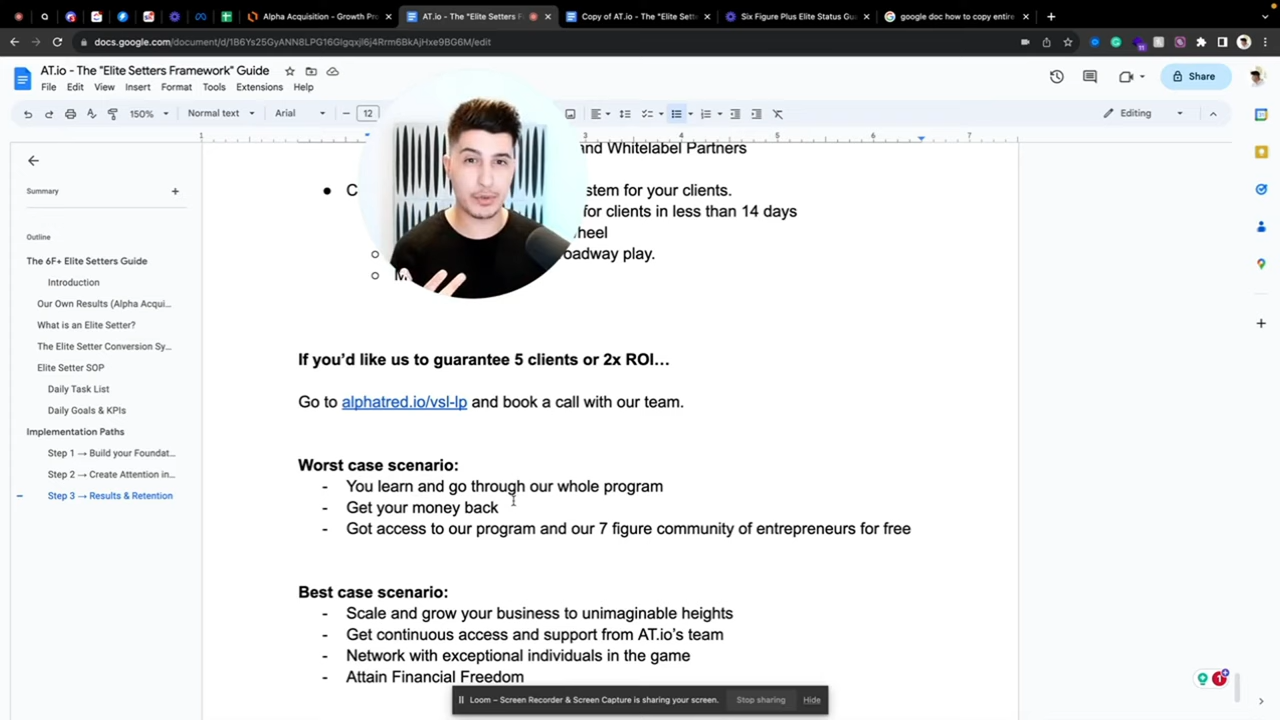 Alpha Acquisition - Growth Pr
AT.io - The "Elite Setters F
Copy of AT.io - The "Elite Sett
Six Figure Plus Elite Status Gu
google doc how to copy entire
docs.google.com/document/d/
AT.io - The "Elite Setters Framework" Guide
File Edit View Insert Format Tools Extensions Help
Share
150% Normal text Arial 12
Editing
1 3 4 5 6 7
Summary
Outline
The 6F+ Elite Setters Guide
Introduction
Our Own Results (Alpha Acqui...
What is an Elite Setter?
The Elite Setter Conversion Sy...
Elite Setter SOP
Daily Task List
Daily Goals & KPIs
Implementation Paths
Step 1 → Build your Foundat...
Step 2 → Create Attention in...
Step 3 → Results & Retention
and Whitelabel Partners
● C stem for your clients.
for clients in less than 14 days
heel
oadway play.
If you’d like us to guarantee 5 clients or 2x ROI…
Go to alphatred.io/vsl-lp and book a call with our team.
Worst case scenario:
- You learn and go through our whole program
- Get your money back
- Got access to our program and our 7 figure community of entrepreneurs for free
Best case scenario:
- Scale and grow your business to unimaginable heights
- Get continuous access and support from AT.io’s team
- Network with exceptional individuals in the game
- Attain Financial Freedom
Loom – Screen Recorder & Screen Capture is sharing your screen. Stop sharing Hide
1